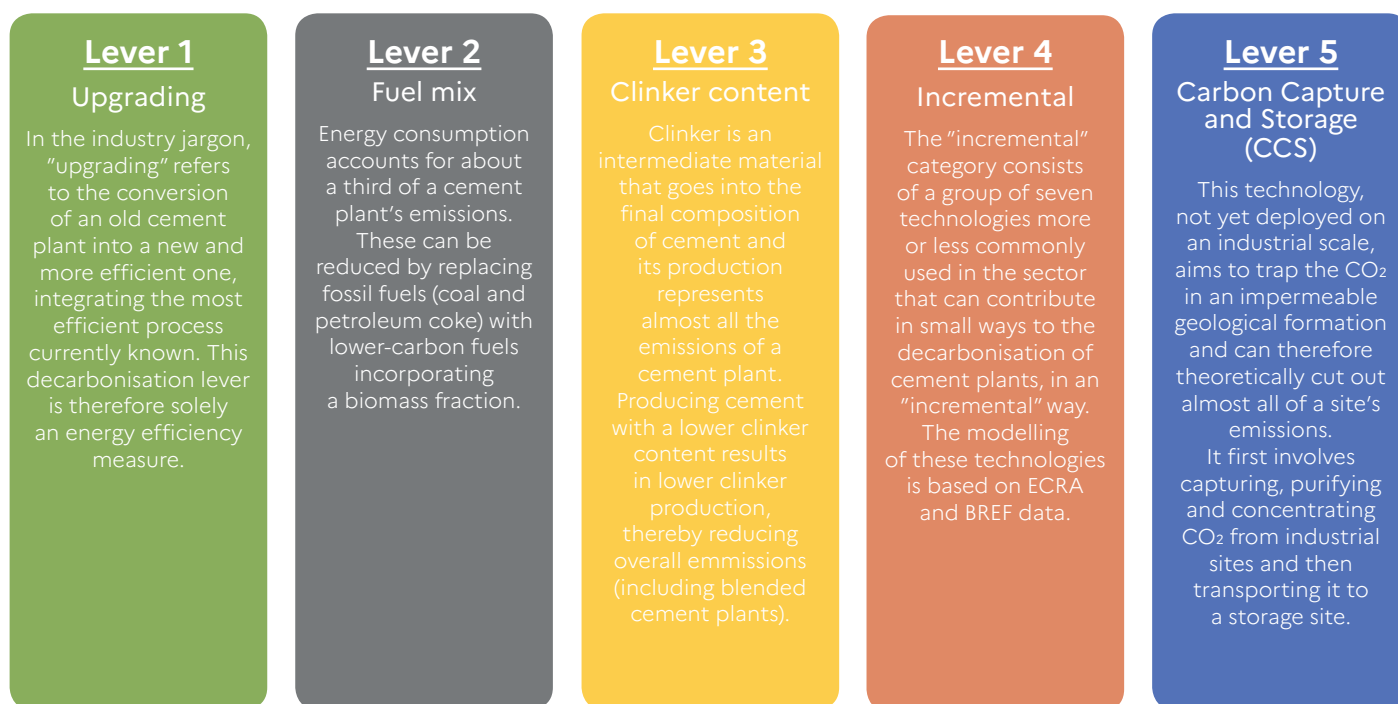 Lever 1
Upgrading
In the industry jargon,
“upgrading” refers
to the conversion
of an old cement
plant into a new and
more efficient one,
integrating the most
efficient process
currently known. This
decarbonisation lever
is therefore solely
an energy efficiency
measure.
Lever 2
Fuel mix
Energy consumption
accounts for about
a third of a cement
plant’s emissions.
These can be
reduced by replacing
fossil fuels (coal and
petroleum coke) with
lower-carbon fuels
incorporating
a biomass fraction.
Lever 3
Clinker content
Clinker is an
intermediate material
that goes into the
final composition
of cement and
its production
represents
almost all the
emissions of a
cement plant.
Producing cement
with a lower clinker
content results
in lower clinker
production,
thereby reducing
overall emmissions
(including blended
cement plants).
Lever 4
Incremental
The “incremental”
category consists
of a group of seven
technologies more
or less commonly
used in the sector
that can contribute
in small ways to the
decarbonisation of
cement plants, in an
“incremental” way.
The modelling
of these technologies
is based on ECRA
and BREF data.
Lever 5
Carbon Capture
and Storage
(CCS)
This technology,
not yet deployed on
an industrial scale,
aims to trap the CO₂
in an impermeable
geological formation
and can therefore
theoretically cut out
almost all of a site’s
emissions.
It first involves
capturing, purifying
and concentrating
CO₂ from industrial
sites and then
transporting it to
a storage site.